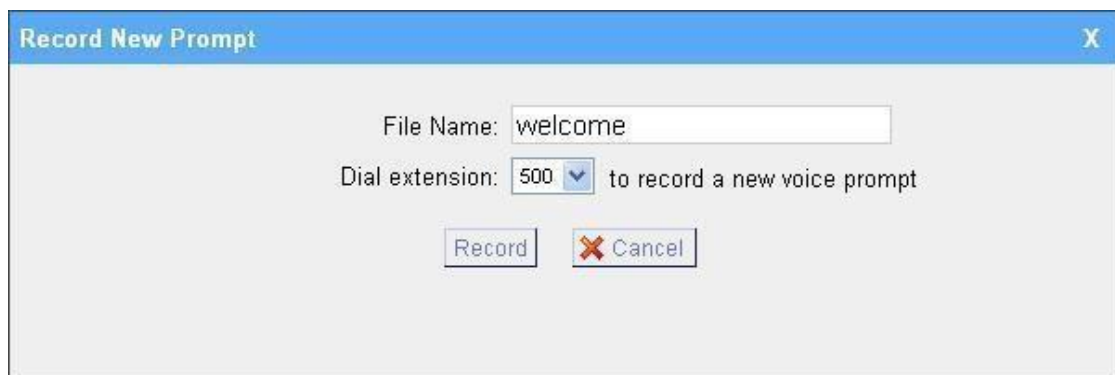 Record New Prompt X
File Name: welcome
Dial extension: 500 to record a new voice prompt
Record Cancel